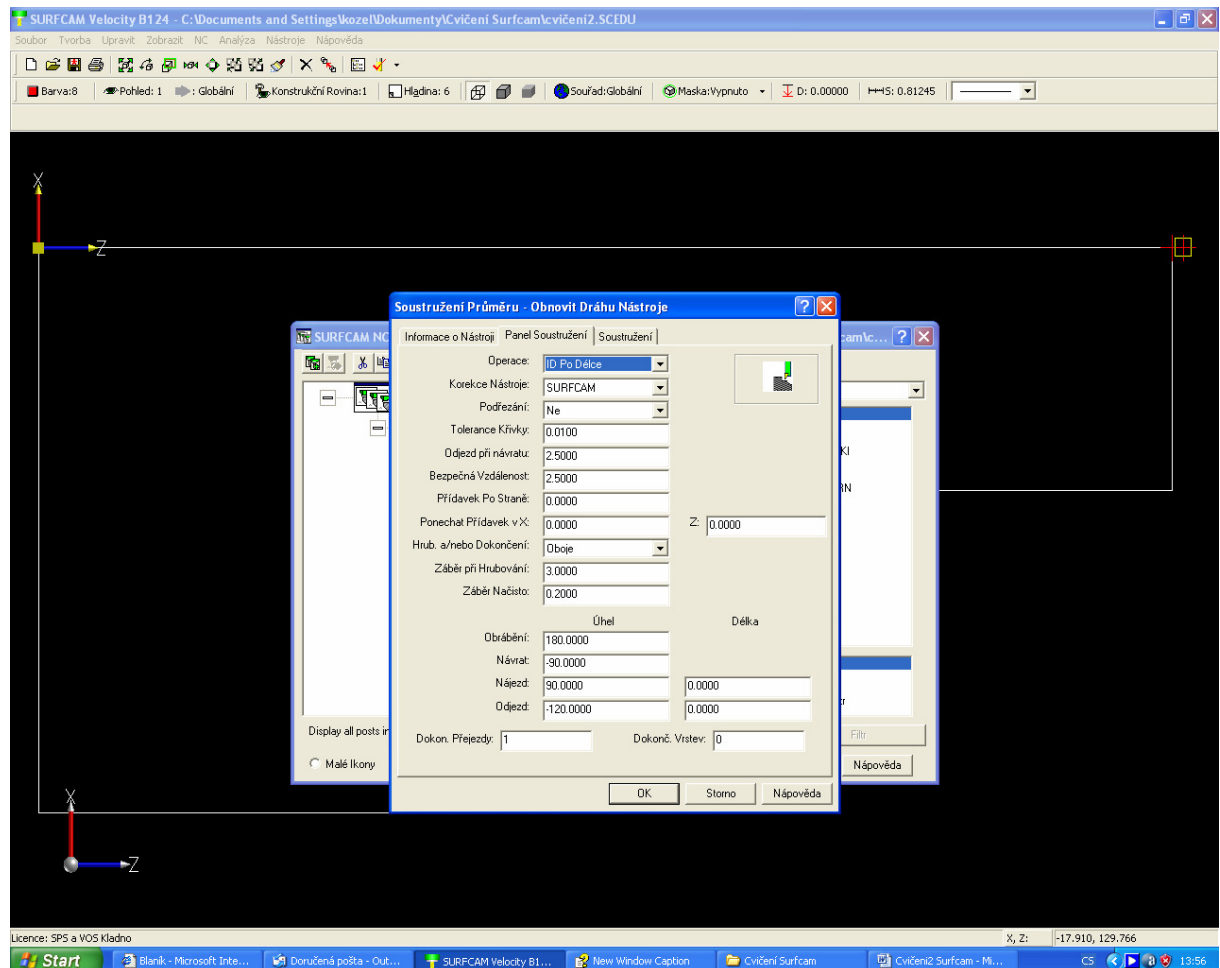 SURFCAM Velocity B124 - C:\Documents and Settings\kozel\Dokumenty\Cvičení Surfcam\cvičení2.SCEDU
Soubor Tvorba Upravit Zobrazit NC Analýza Nástroje Nápověda
Barva:8 Pohled: 1 : Globální Konstrukční Rovina:1 Hladina: 6 Souřad:Globální Maska:Vypnuto D: 0.00000 S: 0.81245
X
Z
Soustružení Průměru - Obnovit Dráhu Nástroje
SURFCAM NC
cam\c...
Informace o Nástroji Panel Soustružení Soustružení
Operace: ID Po Délce
Korekce Nástroje: SURFCAM
Podřezání: Ne
Tolerance Křivky: 0.0100
Odjezd při návratu: 2.5000
KI
Bezpečná Vzdálenost: 2.5000
RN
Přídavek Po Straně: 0.0000
Ponechat Přídavek v X: 0.0000 Z: 0.0000
Hrub. a/nebo Dokončení: Oboje
Záběr při Hrubování: 3.0000
Záběr Načisto: 0.2000
Úhel Délka
Obrábění: 180.0000
Návrat: -90.0000
Nájezd: 90.0000 0.0000
Odjezd: -120.0000 0.0000
Display all posts in
Dokon. Přejezdy: 1 Dokonč. Vrstev: 0
Filtr
Malé Ikony
Nápověda
OK Storno Nápověda
X
Z
Licence: SPS a VOS Kladno
X, Z: -17.910, 129.766
Start Blaník - Microsoft Inte... Doručená pošta - Out... SURFCAM Velocity B1... New Window Caption Cvičení Surfcam Cvičení2 Surfcam - Mi... CS 13:56